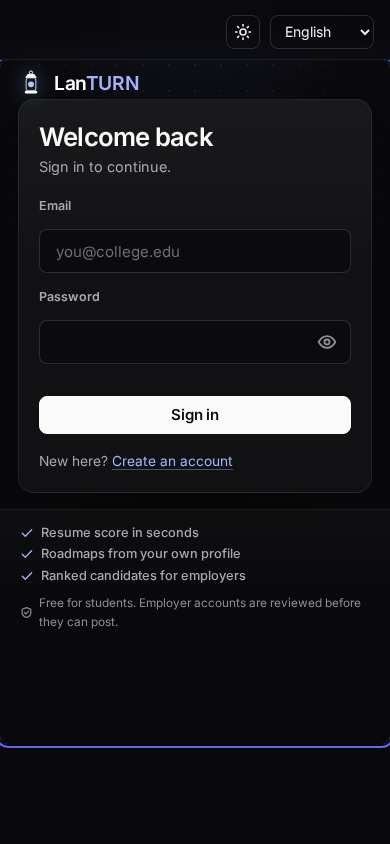 English
LanTURN
Welcome back
Sign in to continue.
Email
you@college.edu
Password
Sign in
New here? Create an account
Resume score in seconds
Roadmaps from your own profile
Ranked candidates for employers
Free for students. Employer accounts are reviewed before
they can post.